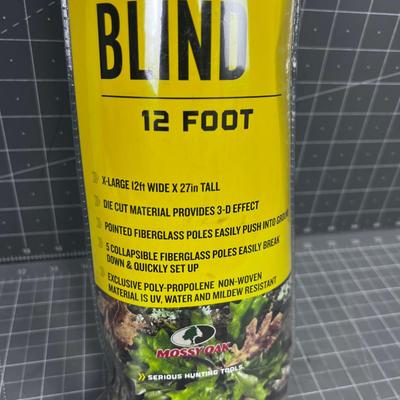 BLIND
12 FOOT
X-LARGE 12ft WIDE X 27in TALL
DIE CUT MATERIAL PROVIDES 3-D EFFECT
POINTED FIBERGLASS POLES EASILY PUSH INTO GROUND
5 COLLAPSIBLE FIBERGLASS POLES EASILY BREAK
DOWN & QUICKLY SET UP
EXCLUSIVE POLY-PROPOLENE NON-WOVEN
MATERIAL IS UV, WATER AND MILDEW RESISTANT
MOSSY OAK
SERIOUS HUNTING TOOLS